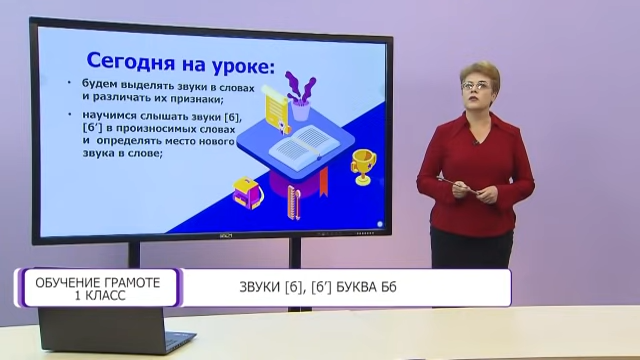 Сегодня на уроке:
• будем выделять звуки в словах
и различать их признаки;
• научимся слышать звуки [б],
[б’] в произносимых словах
и определять место нового
звука в слове;
ОБУЧЕНИЕ ГРАМОТЕ
1 КЛАСС
ЗВУКИ [б], [б’] БУКВА Бб